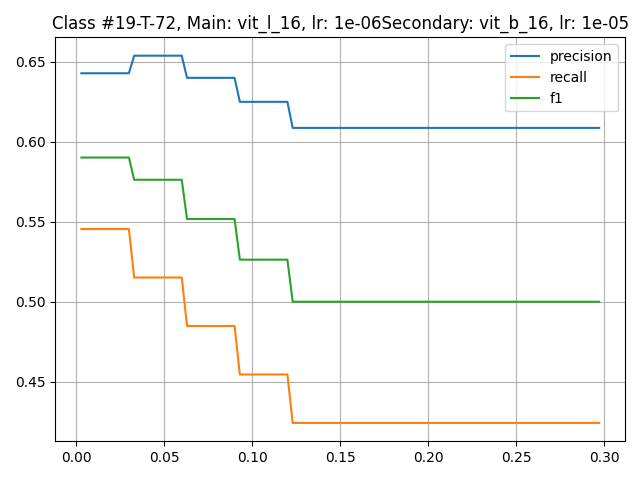 Class #19-T-72, Main: vit_l_16, lr: 1e-06Secondary: vit_b_16, lr: 1e-05
precision
recall
f1
0.65
0.60
0.55
0.50
0.45
0.00 0.05 0.10 0.15 0.20 0.25 0.30